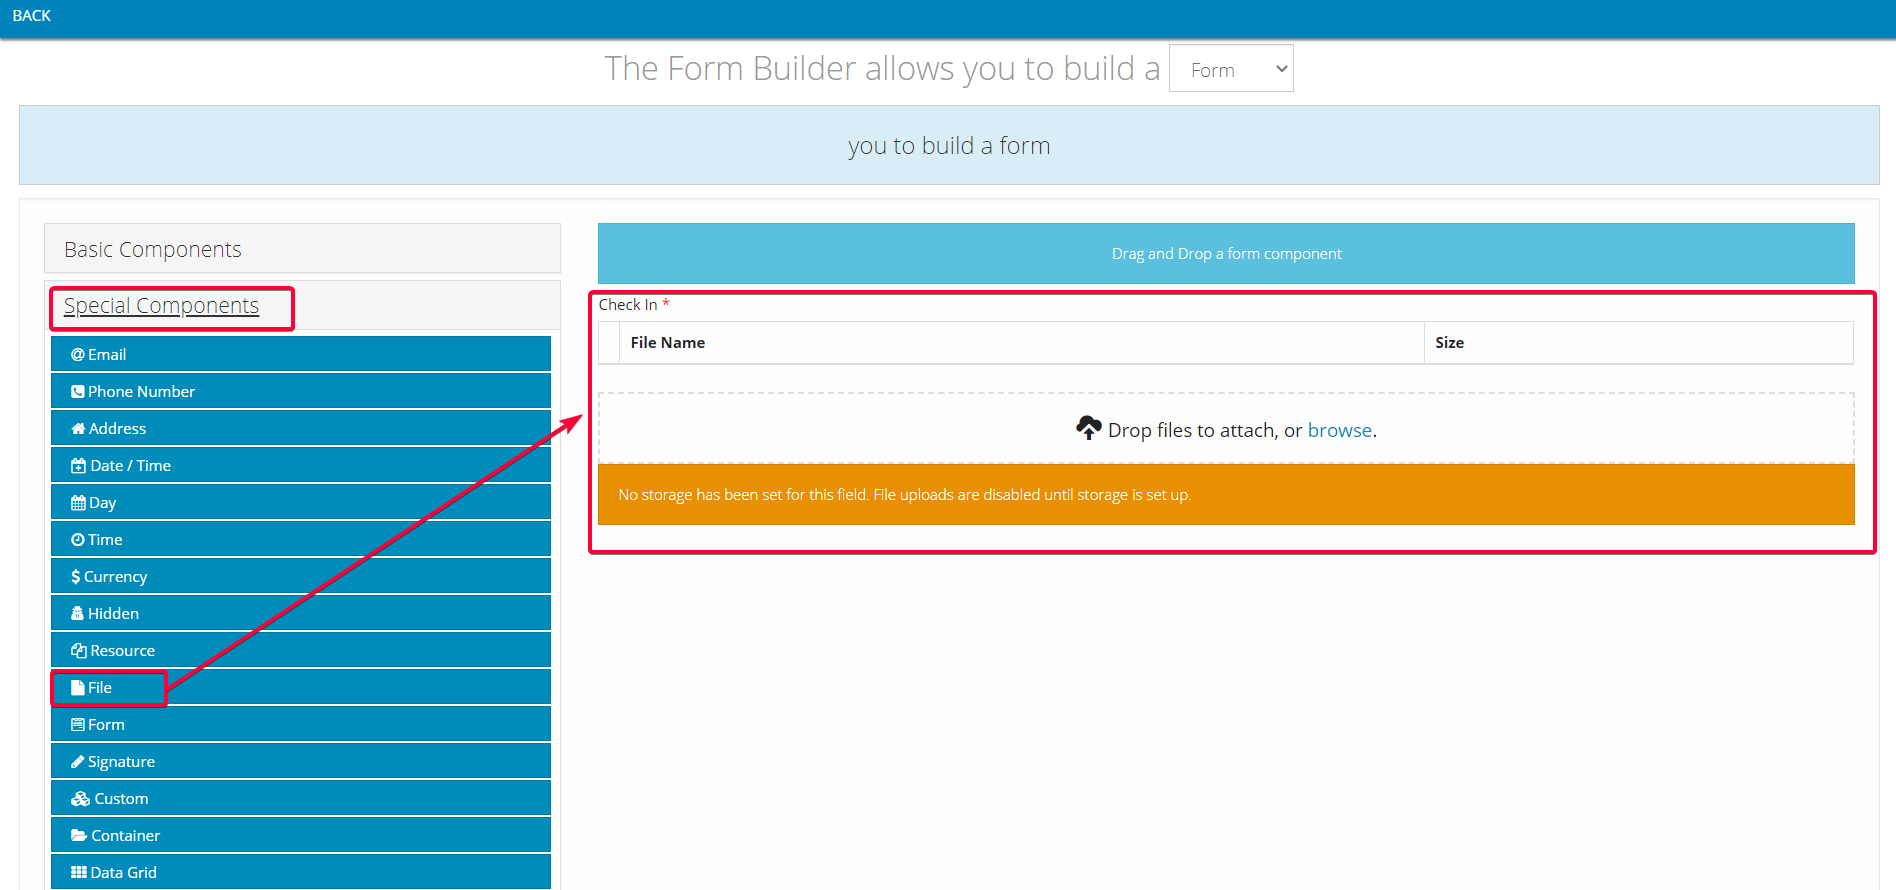 BACK
The Form Builder allows you to build a Form
you to build a form
Basic Components
Special Components
Email
Phone Number
Address
Date / Time
Day
Time
Currency
Hidden
Resource
File
Form
Signature
Custom
Container
Data Grid
Drag and Drop a form component
Check In *
File Name Size
Drop files to attach, or browse.
No storage has been set for this field. File uploads are disabled until storage is set up.